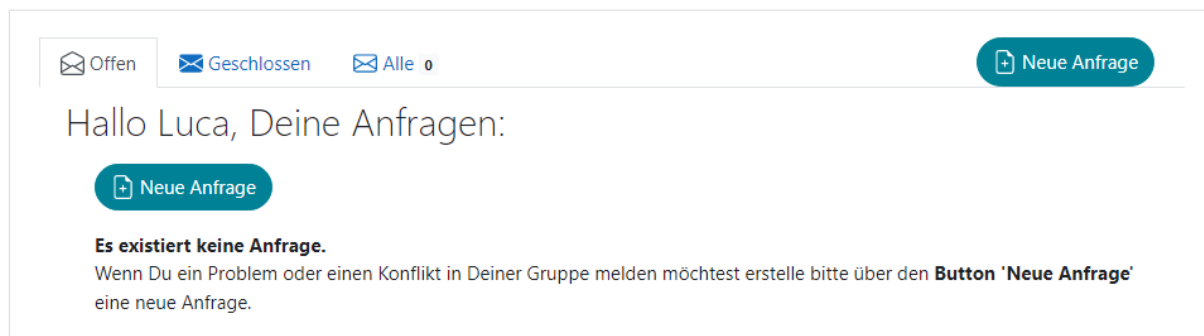 Offen Geschlossen Alle 0 Neue Anfrage
Hallo Luca, Deine Anfragen:
Neue Anfrage
Es existiert keine Anfrage.
Wenn Du ein Problem oder einen Konflikt in Deiner Gruppe melden möchtest erstelle bitte über den Button 'Neue Anfrage'
eine neue Anfrage.